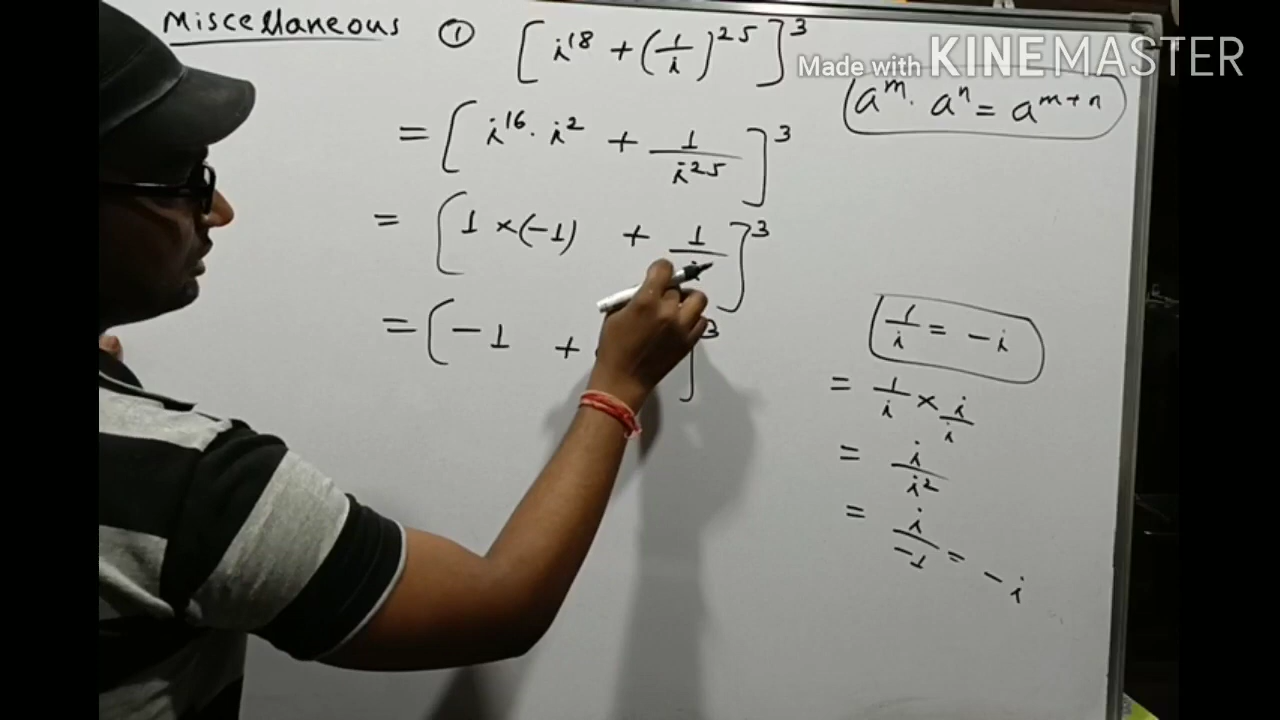 Miscellaneous ① [i^18 + (1/i)^25]^3
Made with KINEMASTER
a^m . a^n = a^(m+n)
= [i^16 . i^2 + 1/i^25]^3
= [1 × (-1) + 1/i]^3
= [-1 + ]^3
1/i = -i
= 1/i × i/i
= i/i^2
= i/-1 = -i